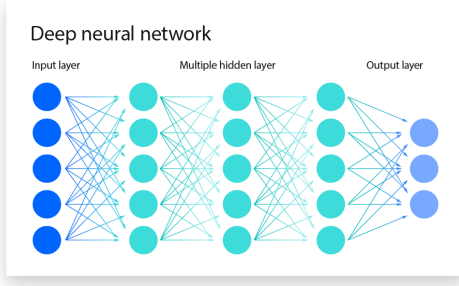 Deep neural network
Input layer
Multiple hidden layer
Output layer